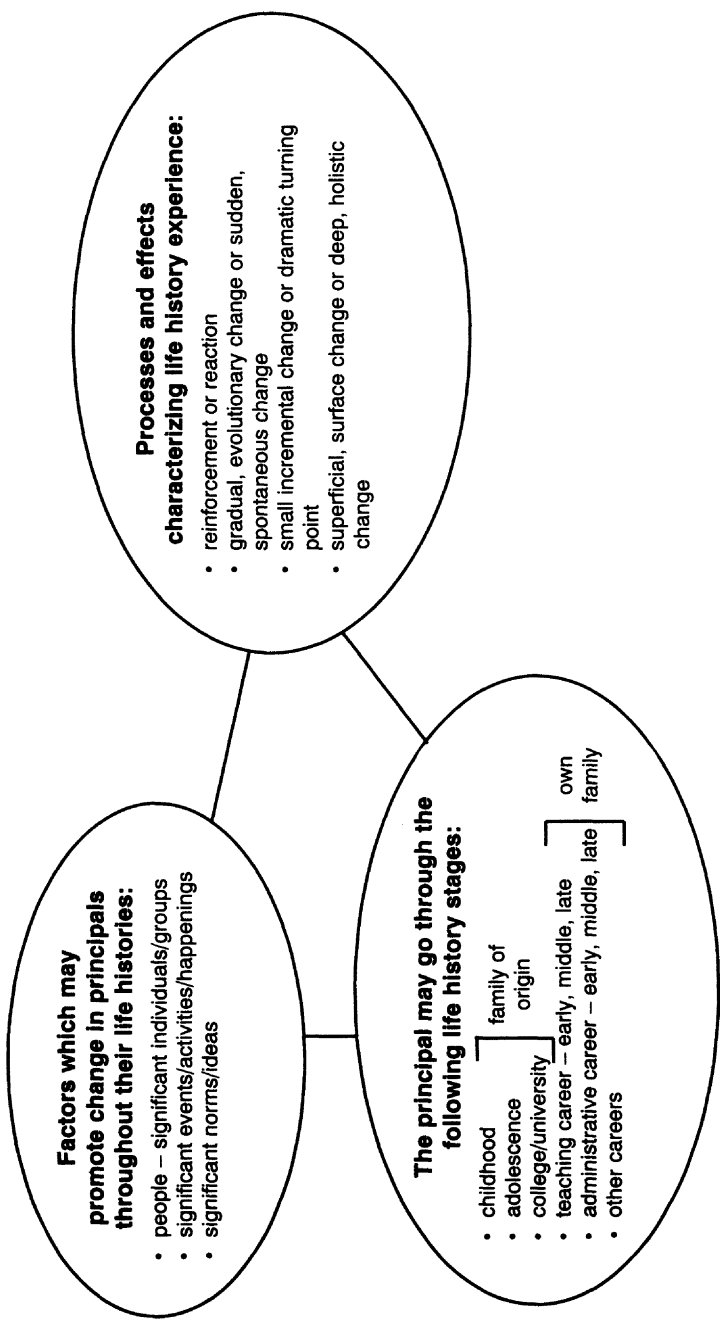 Factors which may
promote change in principals
throughout their life histories:
• people – significant individuals/groups
• significant events/activities/happenings
• significant norms/ideas
Processes and effects
characterizing life history experience:
• reinforcement or reaction
• gradual, evolutionary change or sudden,
spontaneous change
• small incremental change or dramatic turning
point
• superficial, surface change or deep, holistic
change
The principal may go through the
following life history stages:
• childhood
• adolescence
• college/university
family of
origin
• teaching career – early, middle, late
• administrative career – early, middle, late
• other careers
own
family